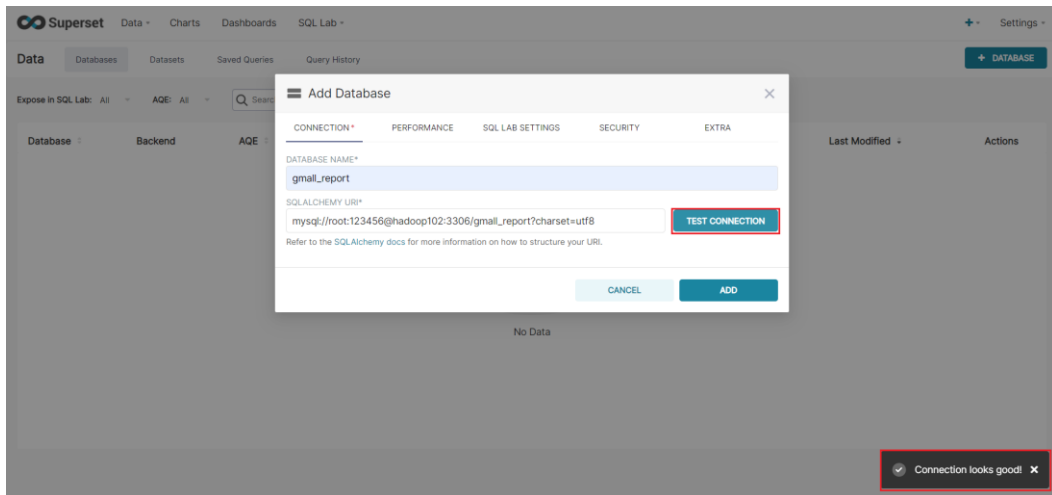 Superset Data Charts Dashboards SQL Lab + Settings
Data Databases Datasets Saved Queries Query History + DATABASE
Expose in SQL Lab: All AQE: All Searc
Add Database
CONNECTION * PERFORMANCE SQL LAB SETTINGS SECURITY EXTRA
Database Backend AQE Last Modified Actions
DATABASE NAME*
gmall_report
SQLALCHEMY URI*
mysql://root:123456@hadoop102:3306/gmall_report?charset=utf8 TEST CONNECTION
Refer to the SQLAlchemy docs for more information on how to structure your URI.
CANCEL ADD
No Data
Connection looks good! ×